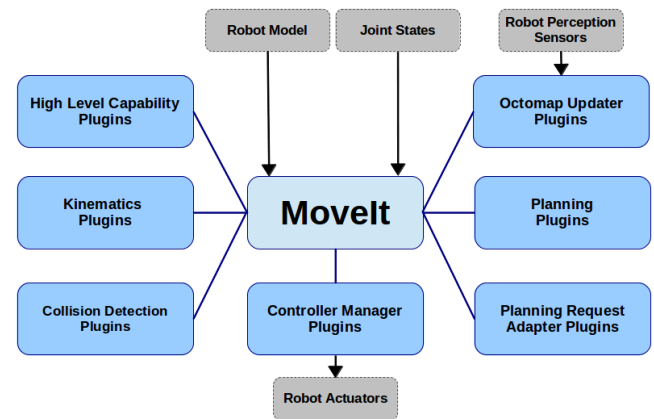 Robot Model
Joint States
Robot Perception
Sensors
High Level Capability
Plugins
Octomap Updater
Plugins
Kinematics
Plugins
MoveIt
Planning
Plugins
Collision Detection
Plugins
Controller Manager
Plugins
Planning Request
Adapter Plugins
Robot Actuators